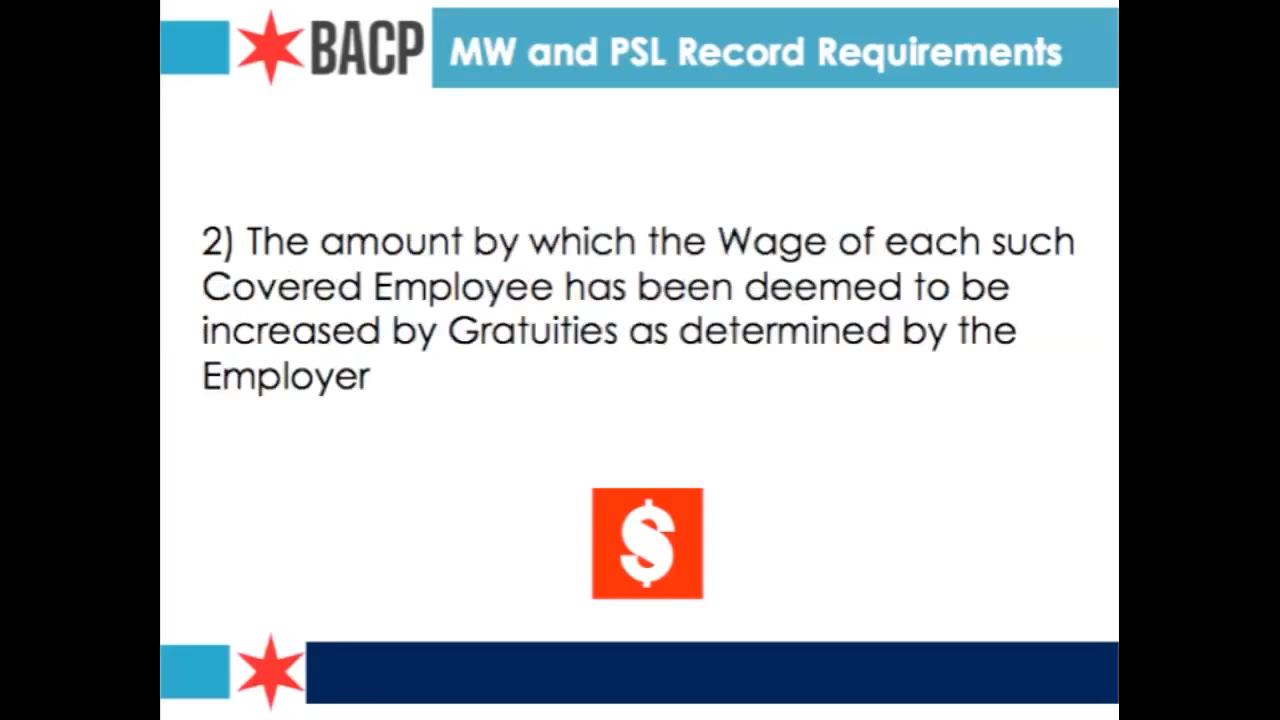 BACP MW and PSL Record Requirements
2) The amount by which the Wage of each such
Covered Employee has been deemed to be
increased by Gratuities as determined by the
Employer
$